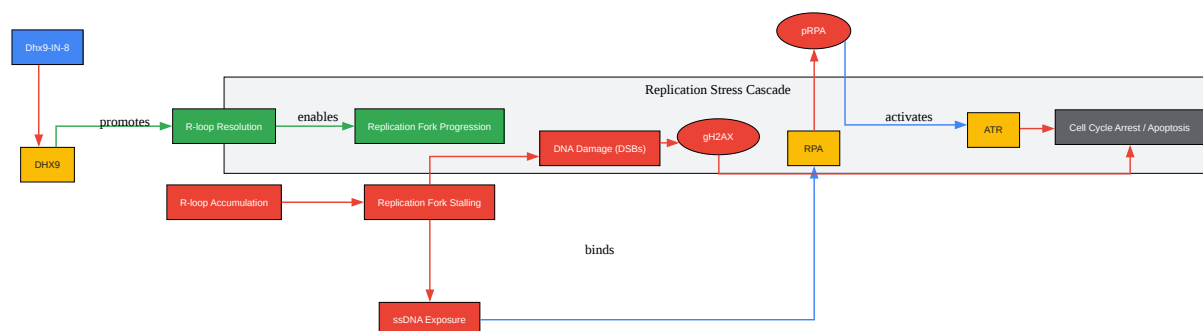 pRPA
Dhx9-IN-8
Replication Stress Cascade
promotes
R-loop Resolution
enables
Replication Fork Progression
activates
ATR
Cell Cycle Arrest / Apoptosis
DNA Damage (DSBs)
gH2AX
RPA
DHX9
R-loop Accumulation
Replication Fork Stalling
binds
ssDNA Exposure